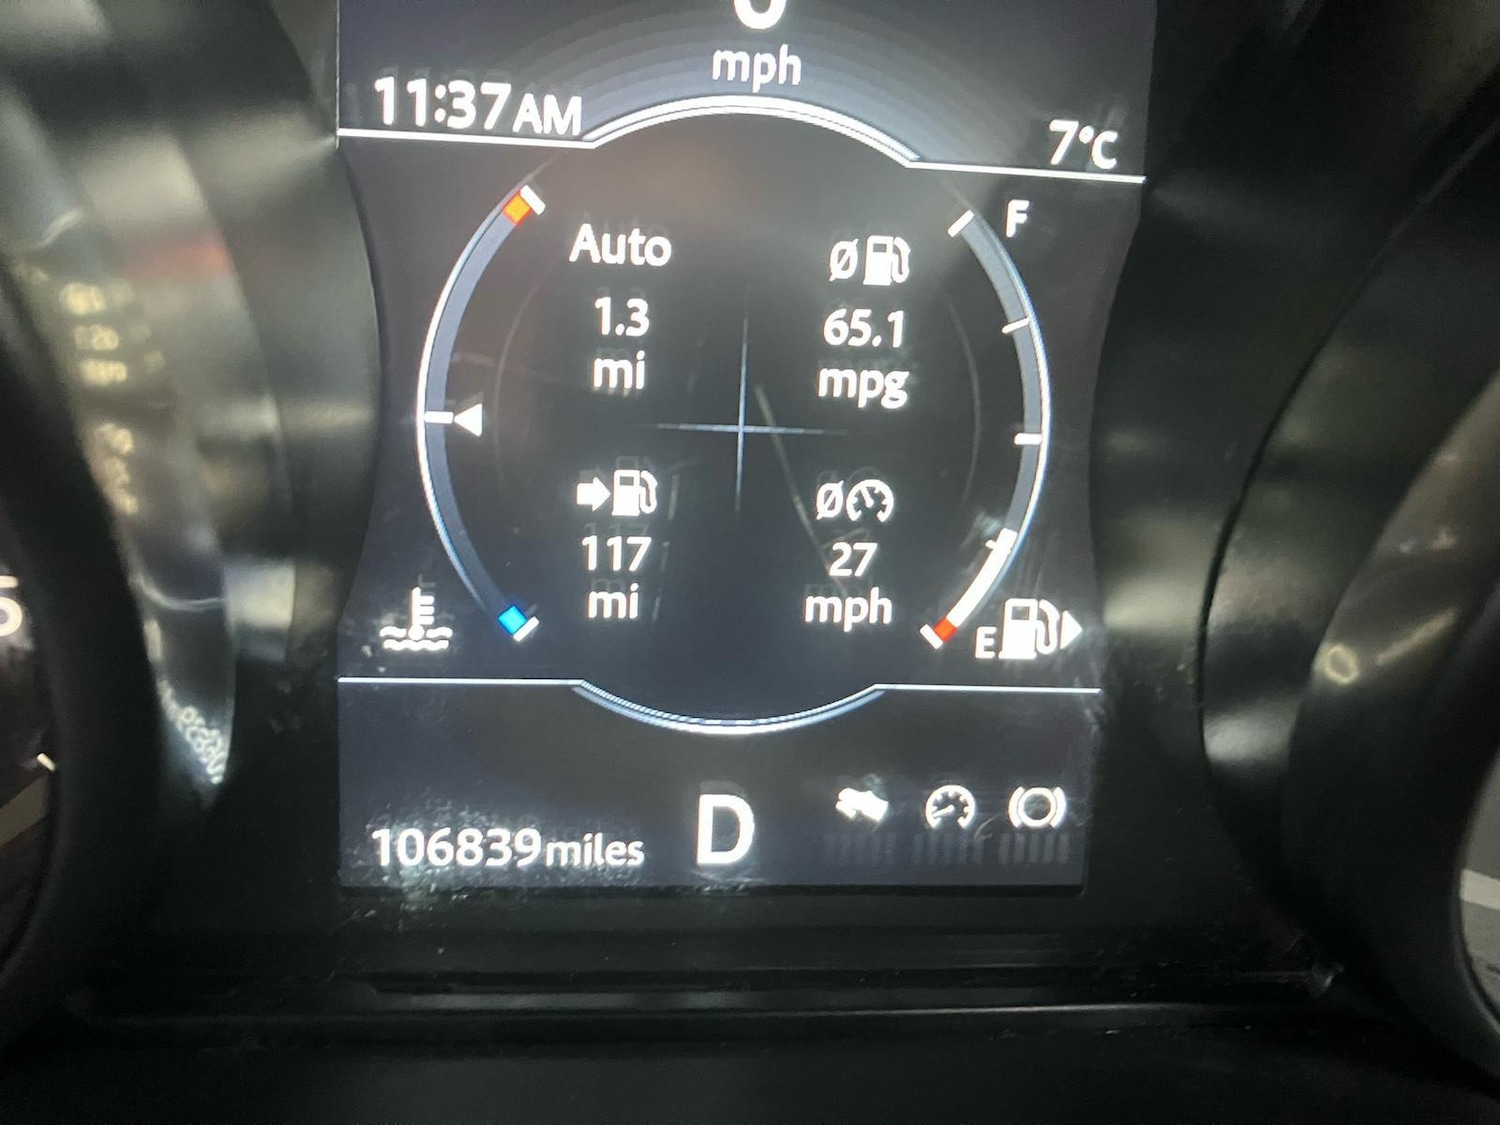 mph
11:37AM
7°C
F
Auto
Ø
1.3
65.1
mi
mpg
Ø
117
27
mi
mph
E
106839miles
D